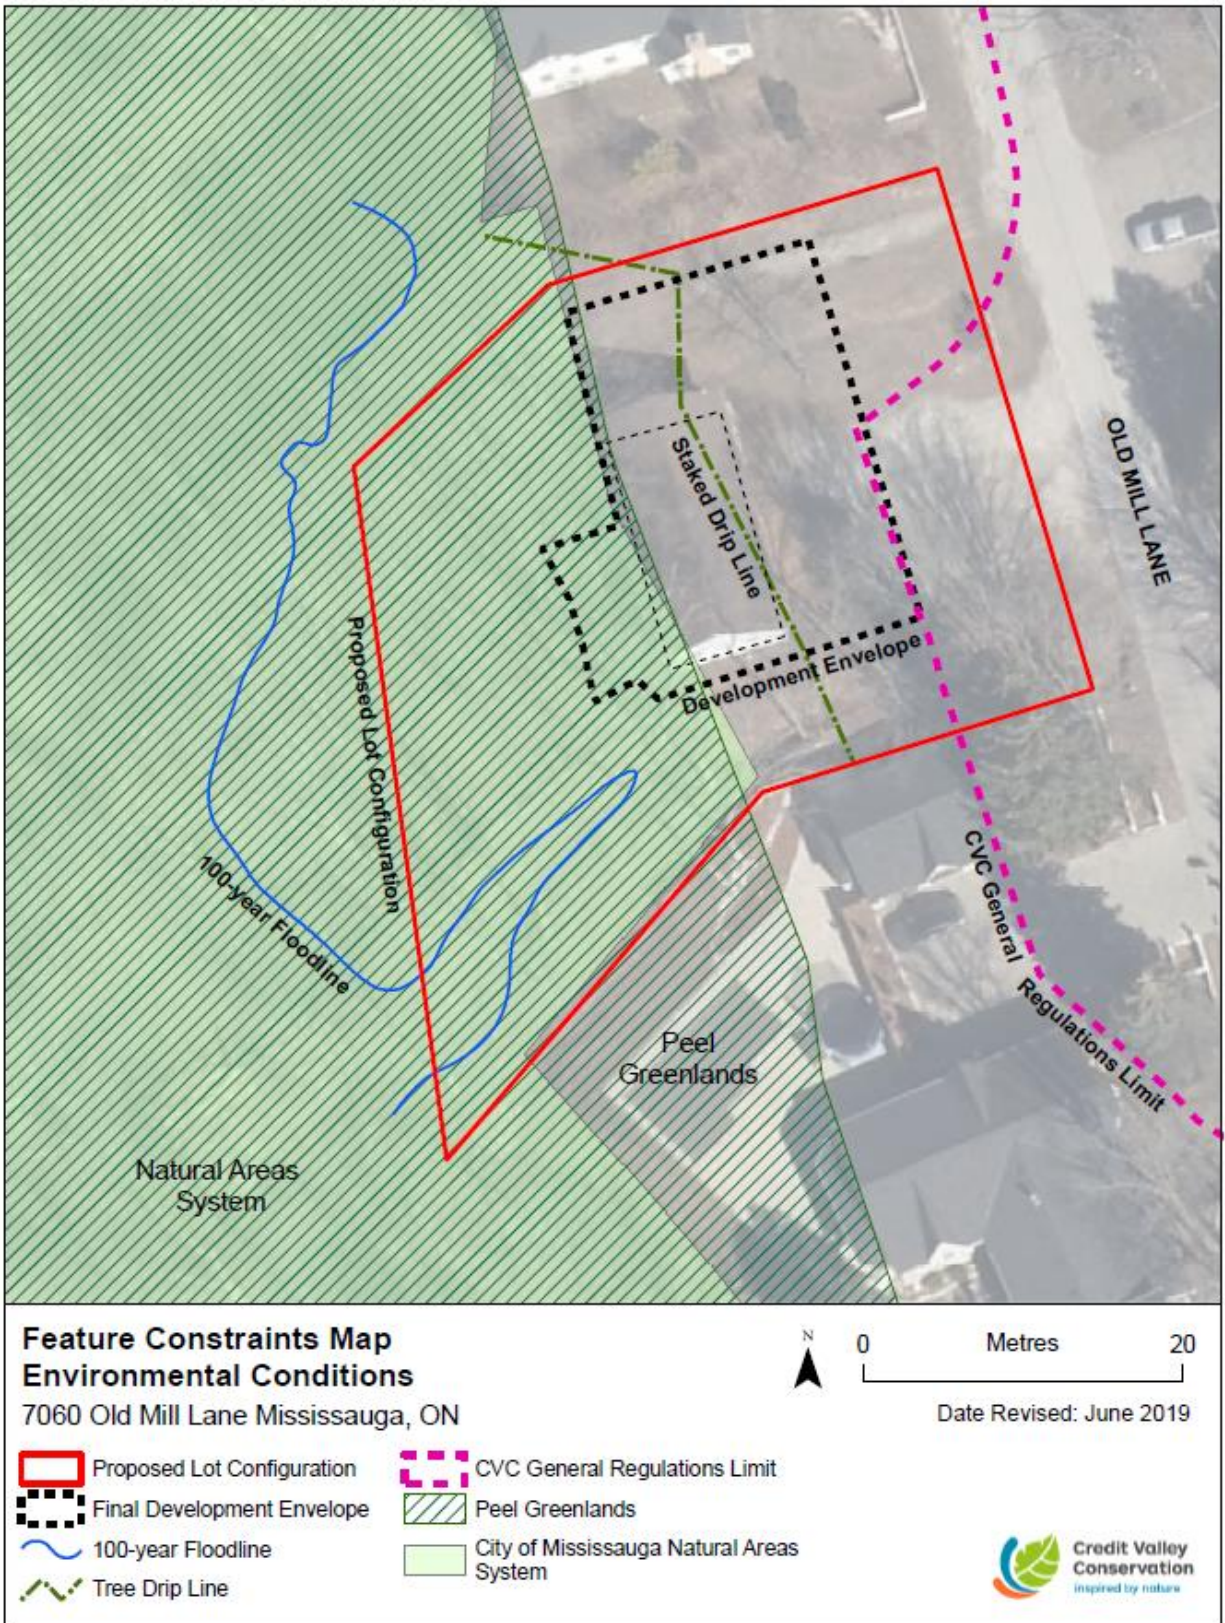 OLD MILL LANE
Staked Drip Line
Development Envelope
Proposed Lot Configuration
100-year Floodline
CVC General
Regulations Limit
Peel
Greenlands
Natural Areas
System
Feature Constraints Map
Environmental Conditions
7060 Old Mill Lane Mississauga, ON
N
0 Metres 20
Date Revised: June 2019
Proposed Lot Configuration
Final Development Envelope
100-year Floodline
Tree Drip Line
CVC General Regulations Limit
Peel Greenlands
City of Mississauga Natural Areas
System
Credit Valley
Conservation
inspired by nature